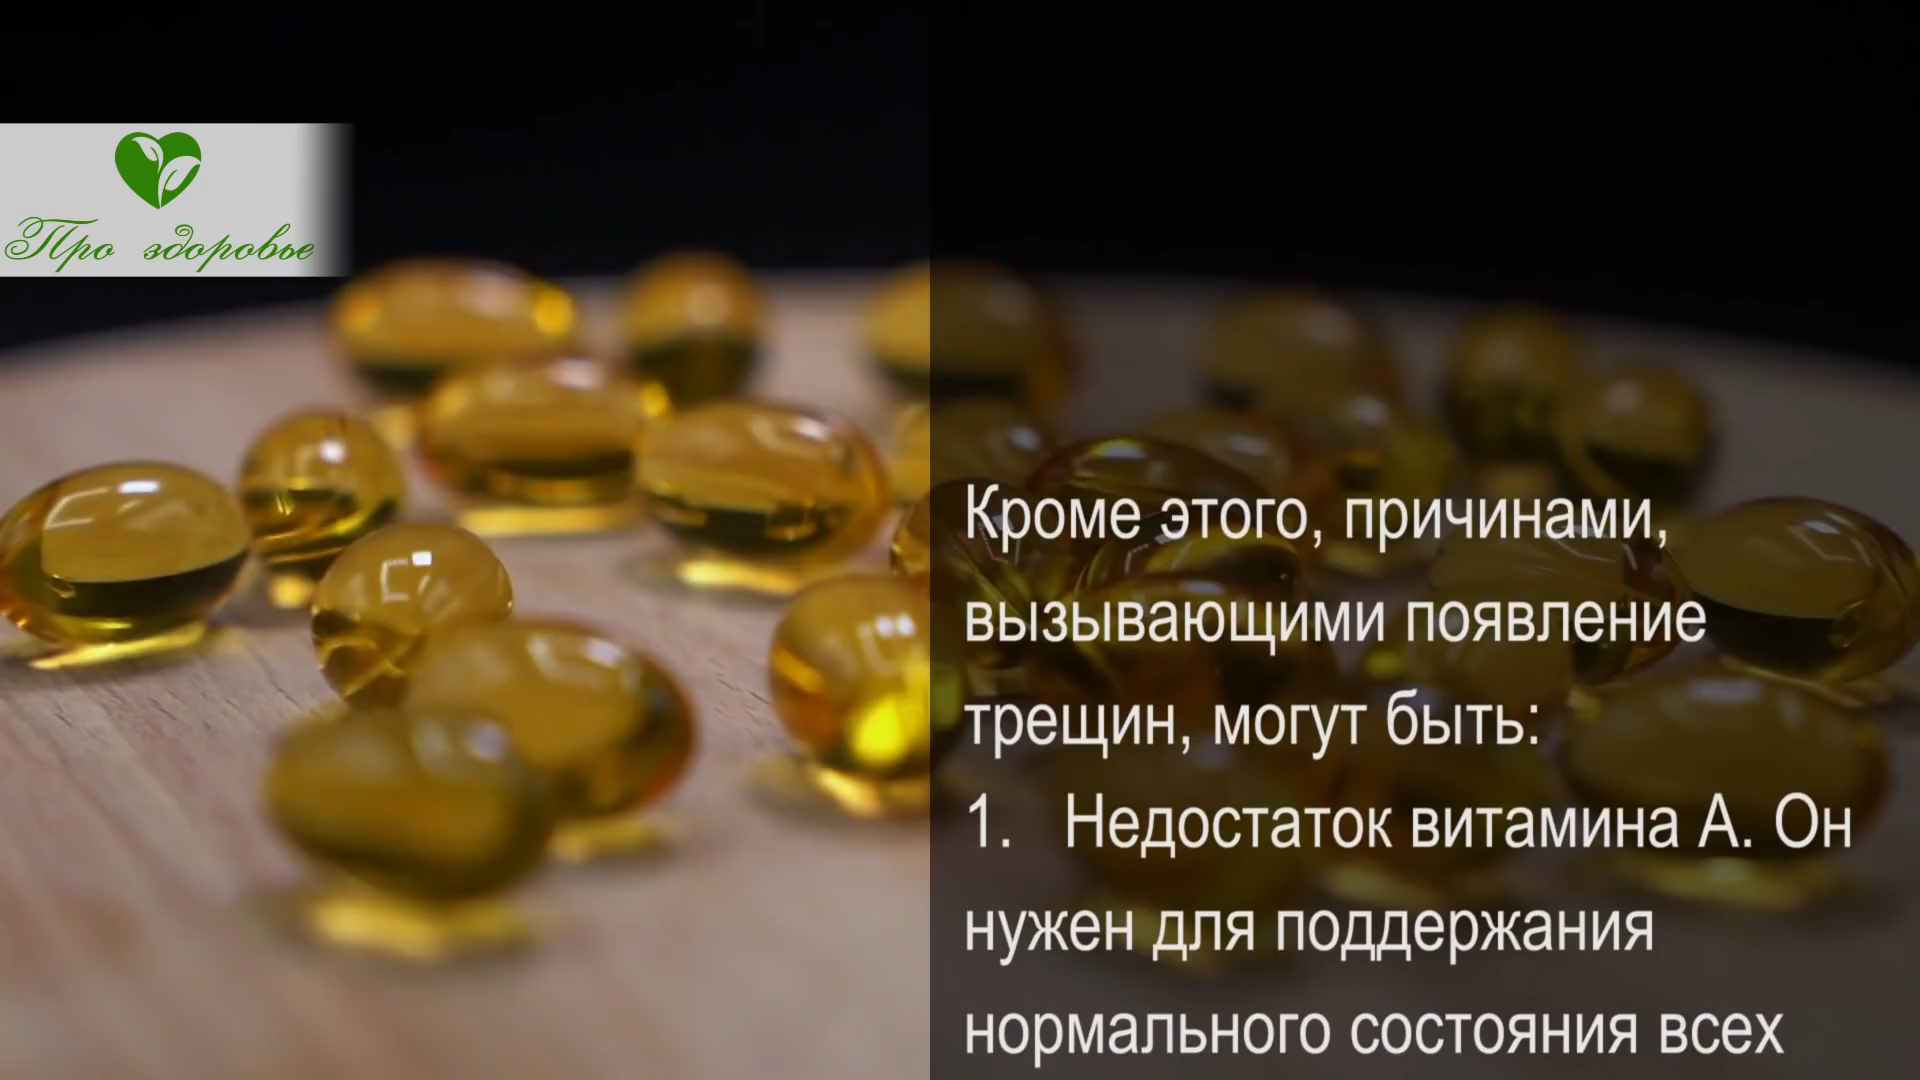 Про здоровье
Кроме этого, причинами,
вызывающими появление
трещин, могут быть:
1. Недостаток витамина А. Он
нужен для поддержания
нормального состояния всех